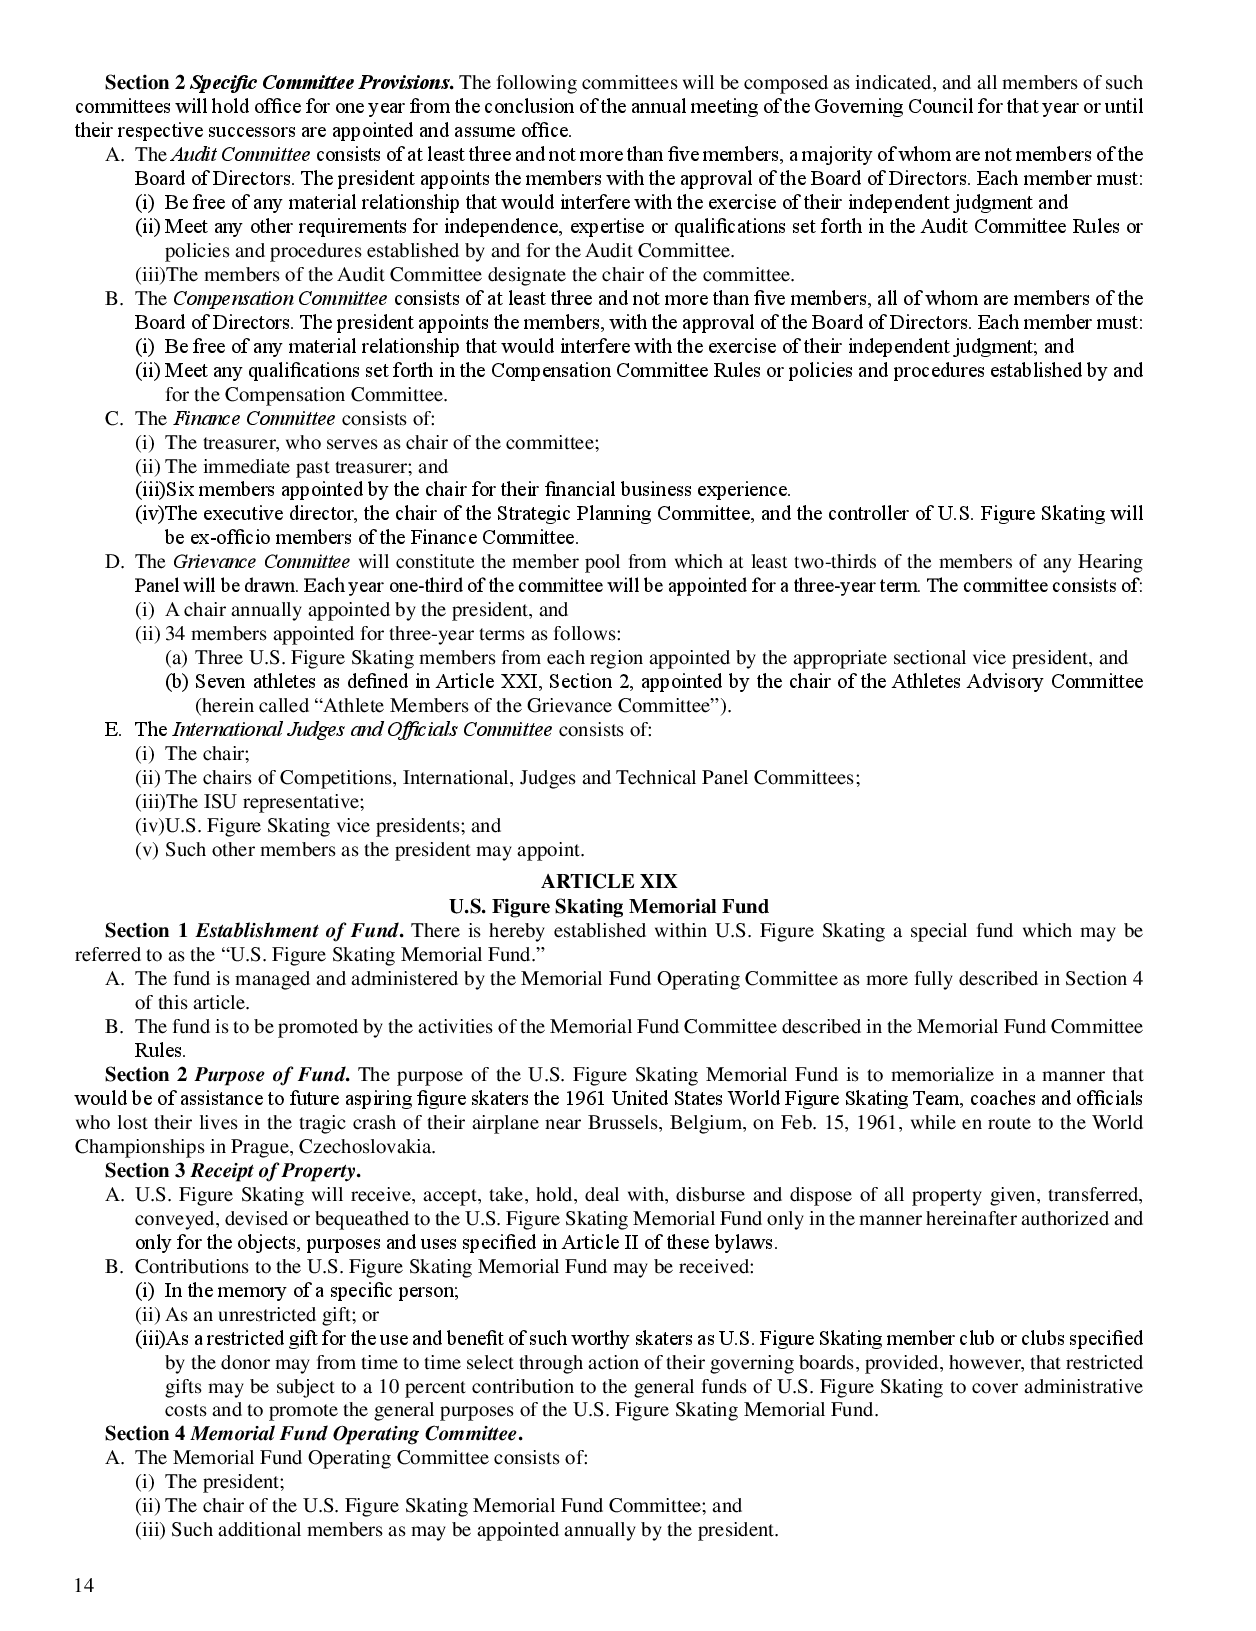 Section 2 Specific Committee Provisions. The following committees will be composed as indicated, and all members of such
committees will hold office for one year from the conclusion of the annual meeting of the Governing Council for that year or until
their respective successors are appointed and assume office.
A. The Audit Committee consists of at least three and not more than five members, a majority of whom are not members of the
Board of Directors. The president appoints the members with the approval of the Board of Directors. Each member must:
(i) Be free of any material relationship that would interfere with the exercise of their independent judgment and
(ii) Meet any other requirements for independence, expertise or qualifications set forth in the Audit Committee Rules or
policies and procedures established by and for the Audit Committee.
(iii)The members of the Audit Committee designate the chair of the committee.
B. The Compensation Committee consists of at least three and not more than five members, all of whom are members of the
Board of Directors. The president appoints the members, with the approval of the Board of Directors. Each member must:
(i) Be free of any material relationship that would interfere with the exercise of their independent judgment; and
(ii) Meet any qualifications set forth in the Compensation Committee Rules or policies and procedures established by and
for the Compensation Committee.
C. The Finance Committee consists of:
(i) The treasurer, who serves as chair of the committee;
(ii) The immediate past treasurer; and
(iii)Six members appointed by the chair for their financial business experience.
(iv)The executive director, the chair of the Strategic Planning Committee, and the controller of U.S. Figure Skating will
be ex-officio members of the Finance Committee.
D. The Grievance Committee will constitute the member pool from which at least two-thirds of the members of any Hearing
Panel will be drawn. Each year one-third of the committee will be appointed for a three-year term. The committee consists of:
(i) A chair annually appointed by the president, and
(ii) 34 members appointed for three-year terms as follows:
(a) Three U.S. Figure Skating members from each region appointed by the appropriate sectional vice president, and
(b) Seven athletes as defined in Article XXI, Section 2, appointed by the chair of the Athletes Advisory Committee
(herein called “Athlete Members of the Grievance Committee”).
E. The International Judges and Officials Committee consists of:
(i) The chair;
(ii) The chairs of Competitions, International, Judges and Technical Panel Committees;
(iii)The ISU representative;
(iv)U.S. Figure Skating vice presidents; and
(v) Such other members as the president may appoint.
ARTICLE XIX
U.S. Figure Skating Memorial Fund
Section 1 Establishment of Fund. There is hereby established within U.S. Figure Skating a special fund which may be
referred to as the “U.S. Figure Skating Memorial Fund.”
A. The fund is managed and administered by the Memorial Fund Operating Committee as more fully described in Section 4
of this article.
B. The fund is to be promoted by the activities of the Memorial Fund Committee described in the Memorial Fund Committee
Rules.
Section 2 Purpose of Fund. The purpose of the U.S. Figure Skating Memorial Fund is to memorialize in a manner that
would be of assistance to future aspiring figure skaters the 1961 United States World Figure Skating Team, coaches and officials
who lost their lives in the tragic crash of their airplane near Brussels, Belgium, on Feb. 15, 1961, while en route to the World
Championships in Prague, Czechoslovakia.
Section 3 Receipt of Property.
A. U.S. Figure Skating will receive, accept, take, hold, deal with, disburse and dispose of all property given, transferred,
conveyed, devised or bequeathed to the U.S. Figure Skating Memorial Fund only in the manner hereinafter authorized and
only for the objects, purposes and uses specified in Article II of these bylaws.
B. Contributions to the U.S. Figure Skating Memorial Fund may be received:
(i) In the memory of a specific person;
(ii) As an unrestricted gift; or
(iii)As a restricted gift for the use and benefit of such worthy skaters as U.S. Figure Skating member club or clubs specified
by the donor may from time to time select through action of their governing boards, provided, however, that restricted
gifts may be subject to a 10 percent contribution to the general funds of U.S. Figure Skating to cover administrative
costs and to promote the general purposes of the U.S. Figure Skating Memorial Fund.
Section 4 Memorial Fund Operating Committee.
A. The Memorial Fund Operating Committee consists of:
(i) The president;
(ii) The chair of the U.S. Figure Skating Memorial Fund Committee; and
(iii) Such additional members as may be appointed annually by the president.
14